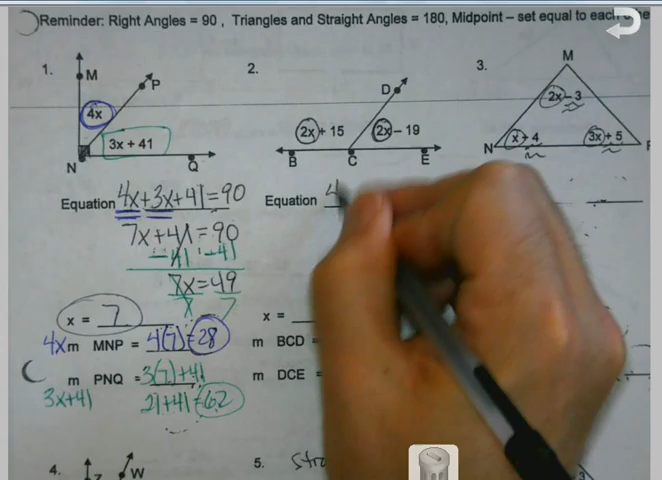 Reminder: Right Angles = 90 , Triangles and Straight Angles = 180, Midpoint – set equal to each
1.
M
P
4x
3x + 41
N
Q
2.
D
2x + 15
2x – 19
B
C
E
3.
M
2x – 3
x + 4
3x + 5
N
Equation 4x+3x+41=90
7x+41=90
-41 -41
7x=49
7 7
x = 7
4x m MNP = 4(7)=28
m PNQ = 3(7)+41
3x+41 21+41=62
Equation 4
x =
m BCD =
m DCE =
4.
Z
W
5.